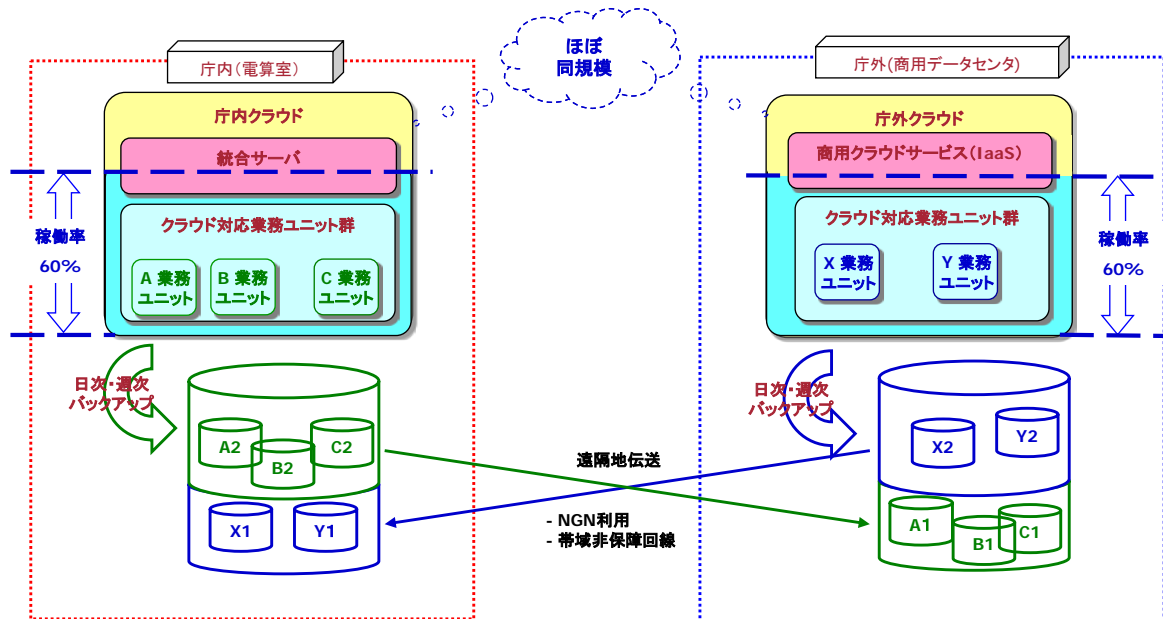 ほぼ
同規模
庁内（電算室）
庁外(商用データセンタ)
庁内クラウド
統合サーバ
クラウド対応業務ユニット群
A 業務
ユニット
B 業務
ユニット
C 業務
ユニット
稼働率
60%
庁外クラウド
商用クラウドサービス(IaaS)
クラウド対応業務ユニット群
X 業務
ユニット
Y 業務
ユニット
稼働率
60%
日次・週次
バックアップ
A2
B2
C2
X1
Y1
遠隔地伝送
- NGN利用
- 帯域非保障回線
日次・週次
バックアップ
X2
Y2
A1
B1
C1